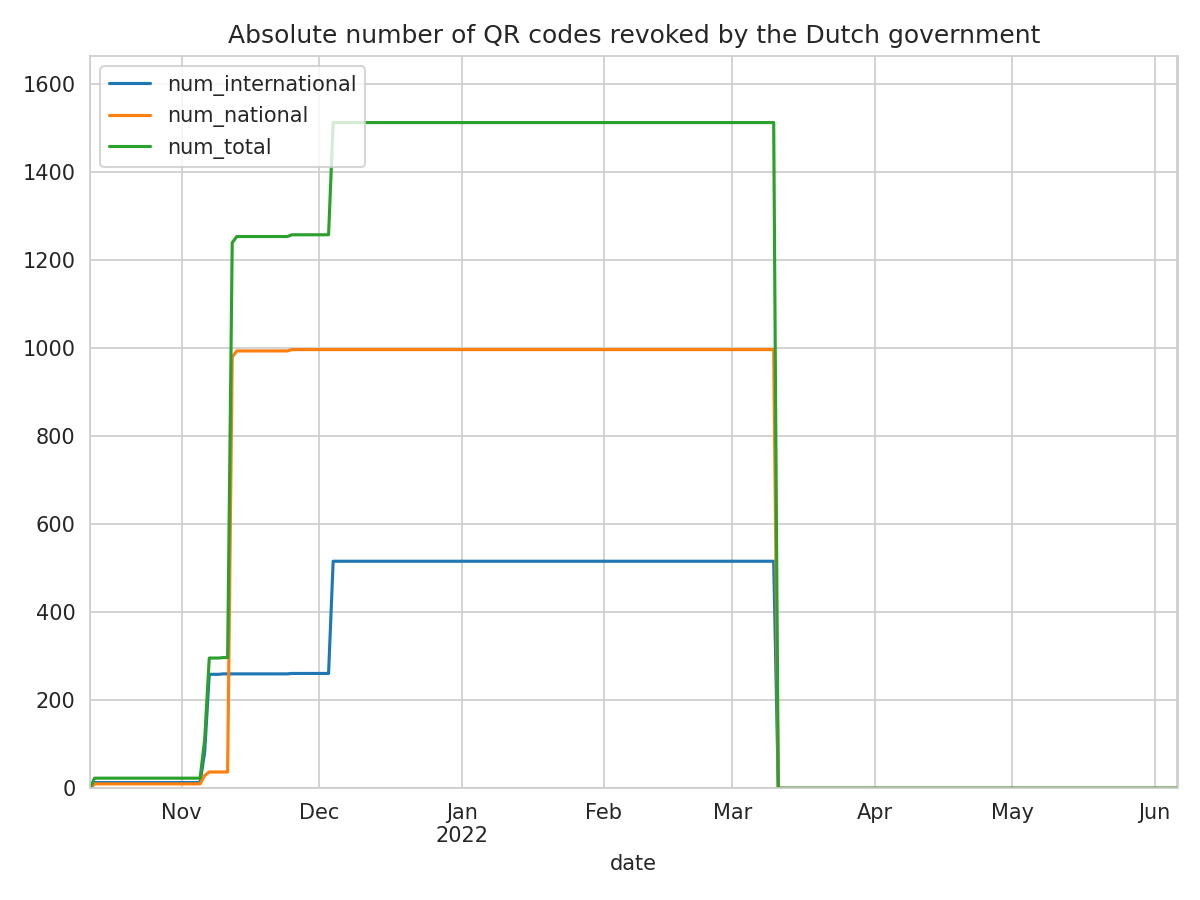 Absolute number of QR codes revoked by the Dutch government
num_international
num_national
num_total
1600
1400
1200
1000
800
600
400
200
0
Nov Dec Jan Feb Mar Apr May Jun
2022
date